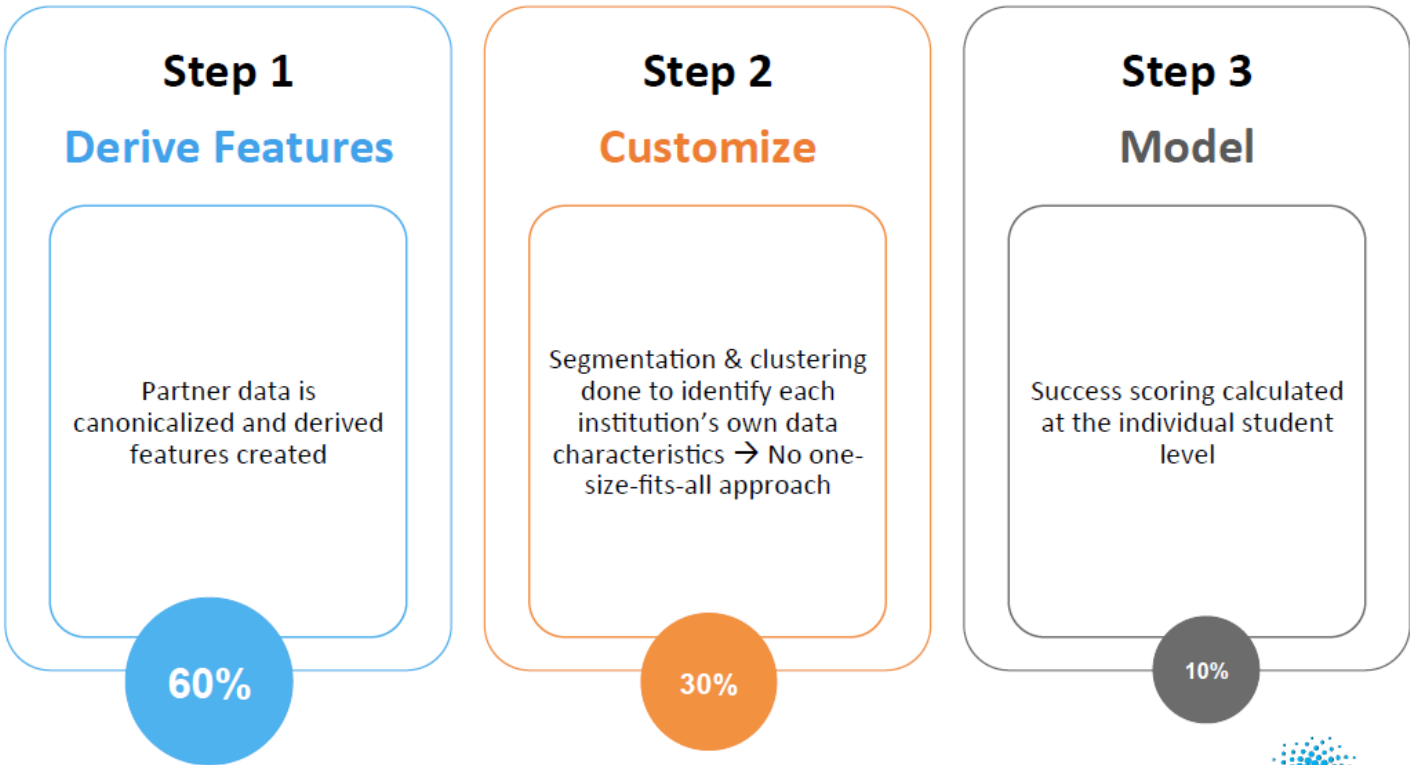 Step 1
Derive Features
Partner data is
canonicalized and derived
features created
60%
Step 2
Customize
Segmentation & clustering
done to identify each
institution’s own data
characteristics → No one-
size-fits-all approach
30%
Step 3
Model
Success scoring calculated
at the individual student
level
10%